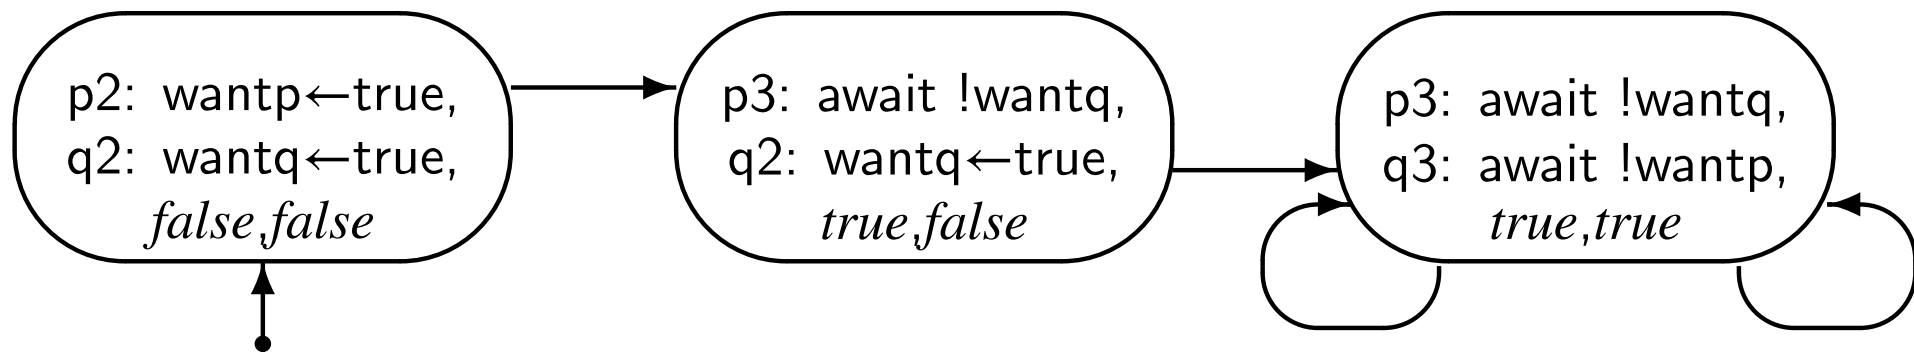 p2: wantp←true,
q2: wantq←true,
false,false
p3: await !wantq,
q2: wantq←true,
true,false
p3: await !wantq,
q3: await !wantp,
true,true